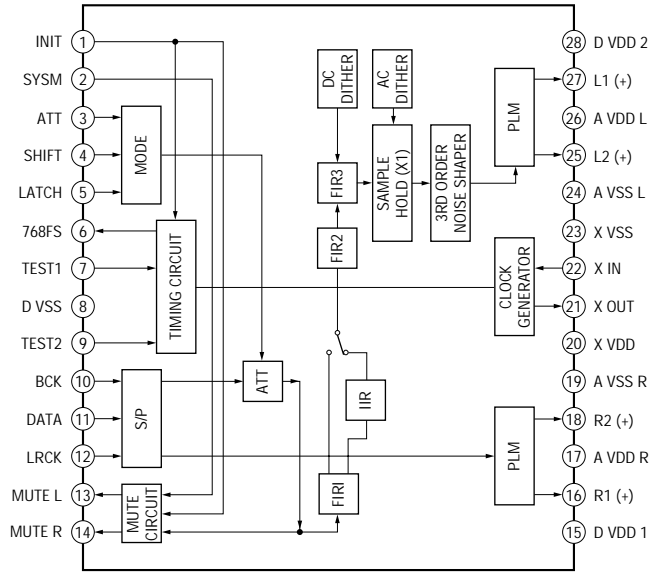 INIT
1
SYSM
2
ATT
3
SHIFT
4
LATCH
5
768FS
6
TEST1
7
D VSS
8
TEST2
9
BCK
10
DATA
11
LRCK
12
MUTE L
13
MUTE R
14
MODE
TIMING CIRCUIT
S/P
MUTE
CIRCUIT
ATT
DC
DITHER
AC
DITHER
FIR3
FIR2
SAMPLE
HOLD (X1)
3RD ORDER
NOISE SHAPER
PLM
CLOCK
GENERATOR
IIR
FIRI
PLM
28 D VDD 2
27 L1 (+)
26 A VDD L
25 L2 (+)
24 A VSS L
23 X VSS
22 X IN
21 X OUT
20 X VDD
19 A VSS R
18 R2 (+)
17 A VDD R
16 R1 (+)
15 D VDD 1